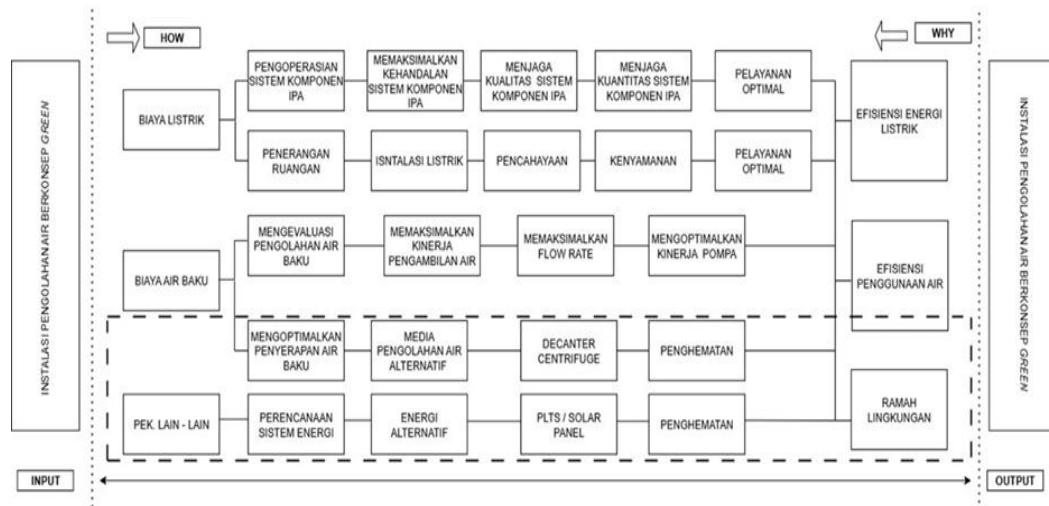 HOW
WHY
INSTALASI PENGOLAHAN AIR BERKONSEP GREEN
BIAYA LISTRIK
PENGOPERASIAN
SISTEM KOMPONEN
IPA
MEMAKSIMALKAN
KEHANDALAN
SISTEM KOMPONEN
IPA
MENJAGA
KUALITAS SISTEM
KOMPONEN IPA
MENJAGA
KUANTITAS SISTEM
KOMPONEN IPA
PELAYANAN
OPTIMAL
EFISIENSI ENERGI
LISTRIK
PENERANGAN
RUANGAN
ISNTALASI LISTRIK
PENCAHAYAAN
KENYAMANAN
PELAYANAN
OPTIMAL
BIAYA AIR BAKU
MENGEVALUASI
PENGOLAHAN AIR
BAKU
MEMAKSIMALKAN
KINERJA
PENGAMBILAN AIR
MEMAKSIMALKAN
FLOW RATE
MENGOPTIMALKAN
KINERJA POMPA
EFISIENSI
PENGGUNAAN AIR
MENGOPTIMALKAN
PENYERAPAN AIR
BAKU
MEDIA
PENGOLAHAN AIR
ALTERNATIF
DECANTER
CENTRIFUGE
PENGHEMATAN
PEK. LAIN - LAIN
PERENCANAAN
SISTEM ENERGI
ENERGI
ALTERNATIF
PLTS / SOLAR
PANEL
PENGHEMATAN
RAMAH
LINGKUNGAN
INSTALASI PENGOLAHAN AIR BERKONSEP GREEN
INPUT
OUTPUT